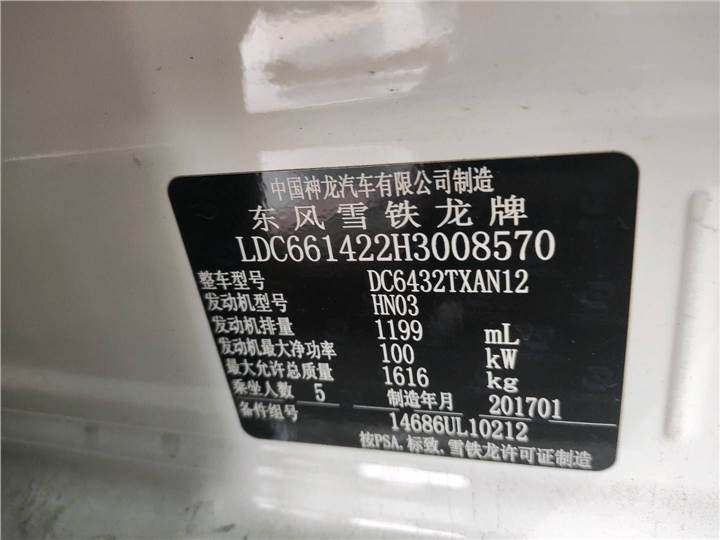 中国神龙汽车有限公司制造
东风雪铁龙牌
LDC661422H3008570
整车型号 DC6432TXAN12
发动机型号 HN03
发动机排量 1199 mL
发动机最大净功率 100 kW
最大允许总质量 1616 kg
乘坐人数 5 制造年月 201701
备件组号 14686UL10212
按PSA.标致.雪铁龙许可证制造